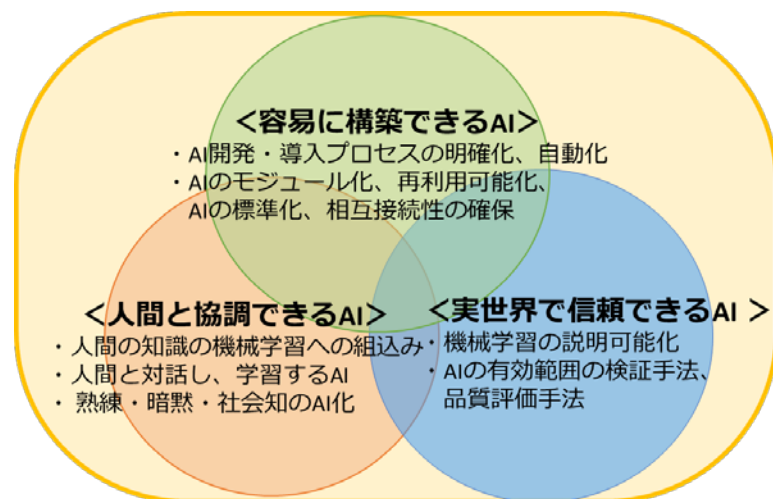 ＜容易に構築できるAI＞
・AI開発・導入プロセスの明確化、自動化
・AIのモジュール化、再利用可能化、
AIの標準化、相互接続性の確保
＜人間と協調できるAI＞
・人間の知識の機械学習への組込み
・人間と対話し、学習するAI
・ 熟練・暗黙・社会知のAI化
＜実世界で信頼できるAI ＞
・機械学習の説明可能化
・AIの有効範囲の検証手法、
品質評価手法